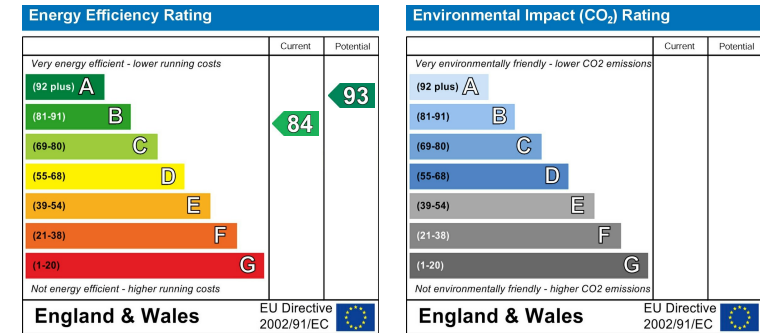 Energy Efficiency Rating
Current Potential
Very energy efficient - lower running costs
(92 plus) A
(81-91) B
(69-80) C
(55-68) D
(39-54) E
(21-38) F
(1-20) G
84
93
Not energy efficient - higher running costs
England & Wales
EU Directive
2002/91/EC
Environmental Impact (CO₂) Rating
Current Potential
Very environmentally friendly - lower CO2 emissions
(92 plus) A
(81-91) B
(69-80) C
(55-68) D
(39-54) E
(21-38) F
(1-20) G
Not environmentally friendly - higher CO2 emissions
England & Wales
EU Directive
2002/91/EC